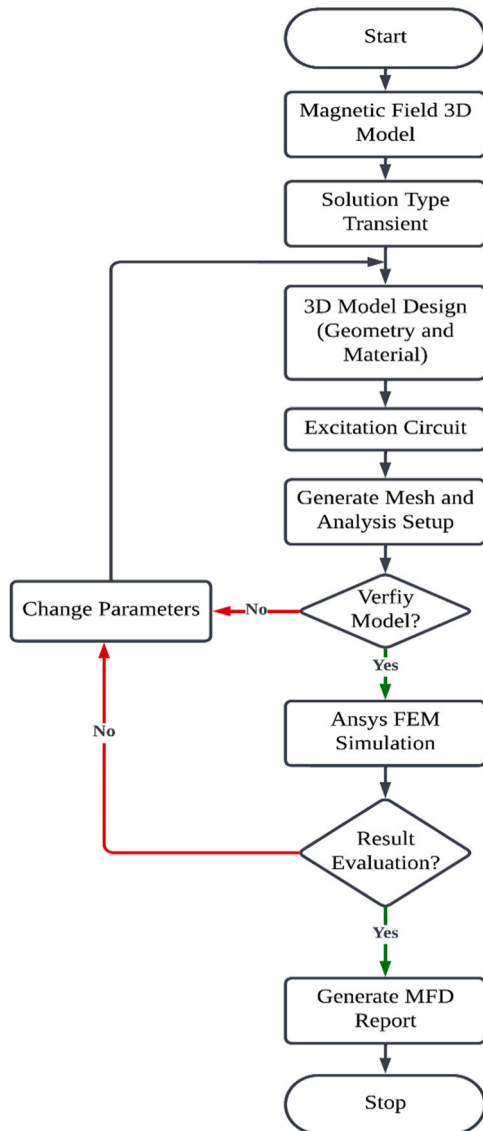 Start
Magnetic Field 3D
Model
Solution Type
Transient
3D Model Design
(Geometry and
Material)
Excitation Circuit
Generate Mesh and
Analysis Setup
Change Parameters
No
Verfiy
Model?
Yes
Ansys FEM
Simulation
No
Result
Evaluation?
Yes
Generate MFD
Report
Stop